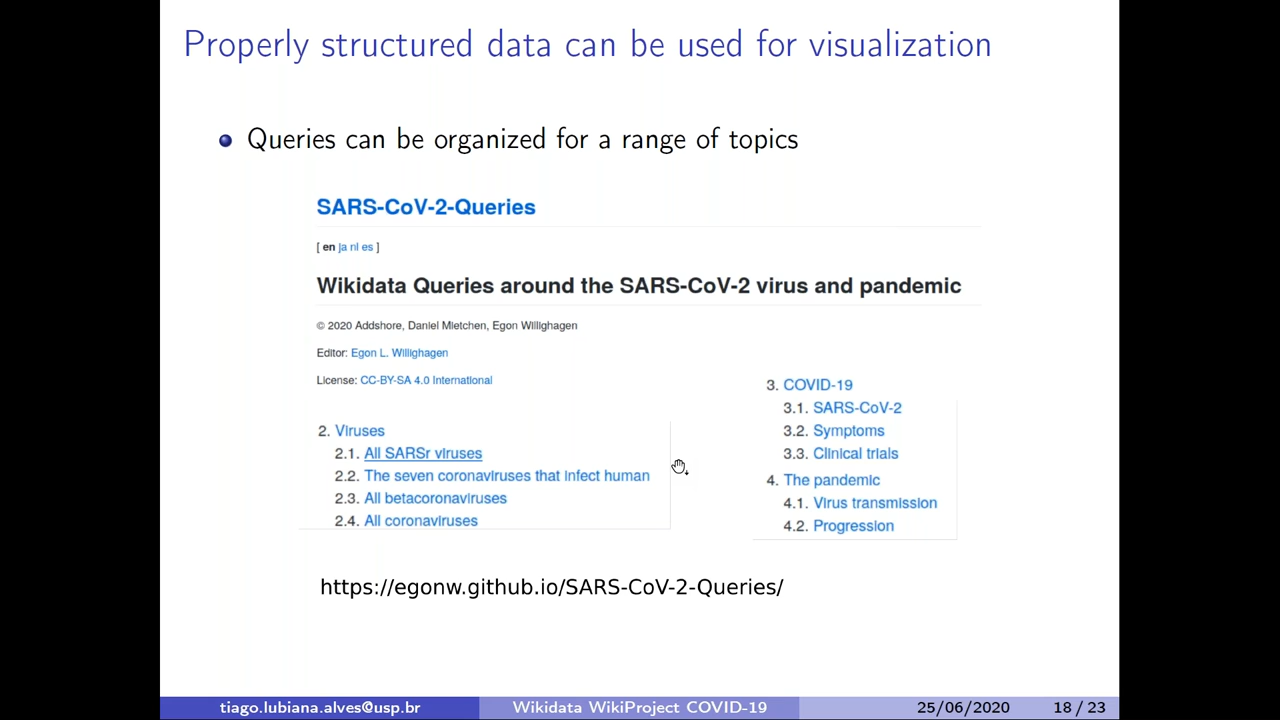 Properly structured data can be used for visualization
Queries can be organized for a range of topics
SARS-CoV-2-Queries
[ en ja nl es ]
Wikidata Queries around the SARS-CoV-2 virus and pandemic
© 2020 Addshore, Daniel Mietchen, Egon Willighagen
Editor: Egon L. Willighagen
License: CC-BY-SA 4.0 International
2. Viruses
2.1. All SARSr viruses
2.2. The seven coronaviruses that infect human
2.3. All betacoronaviruses
2.4. All coronaviruses
3. COVID-19
3.1. SARS-CoV-2
3.2. Symptoms
3.3. Clinical trials
4. The pandemic
4.1. Virus transmission
4.2. Progression
https://egonw.github.io/SARS-CoV-2-Queries/
tiago.lubiana.alves@usp.br Wikidata WikiProject COVID-19 25/06/2020 18 / 23